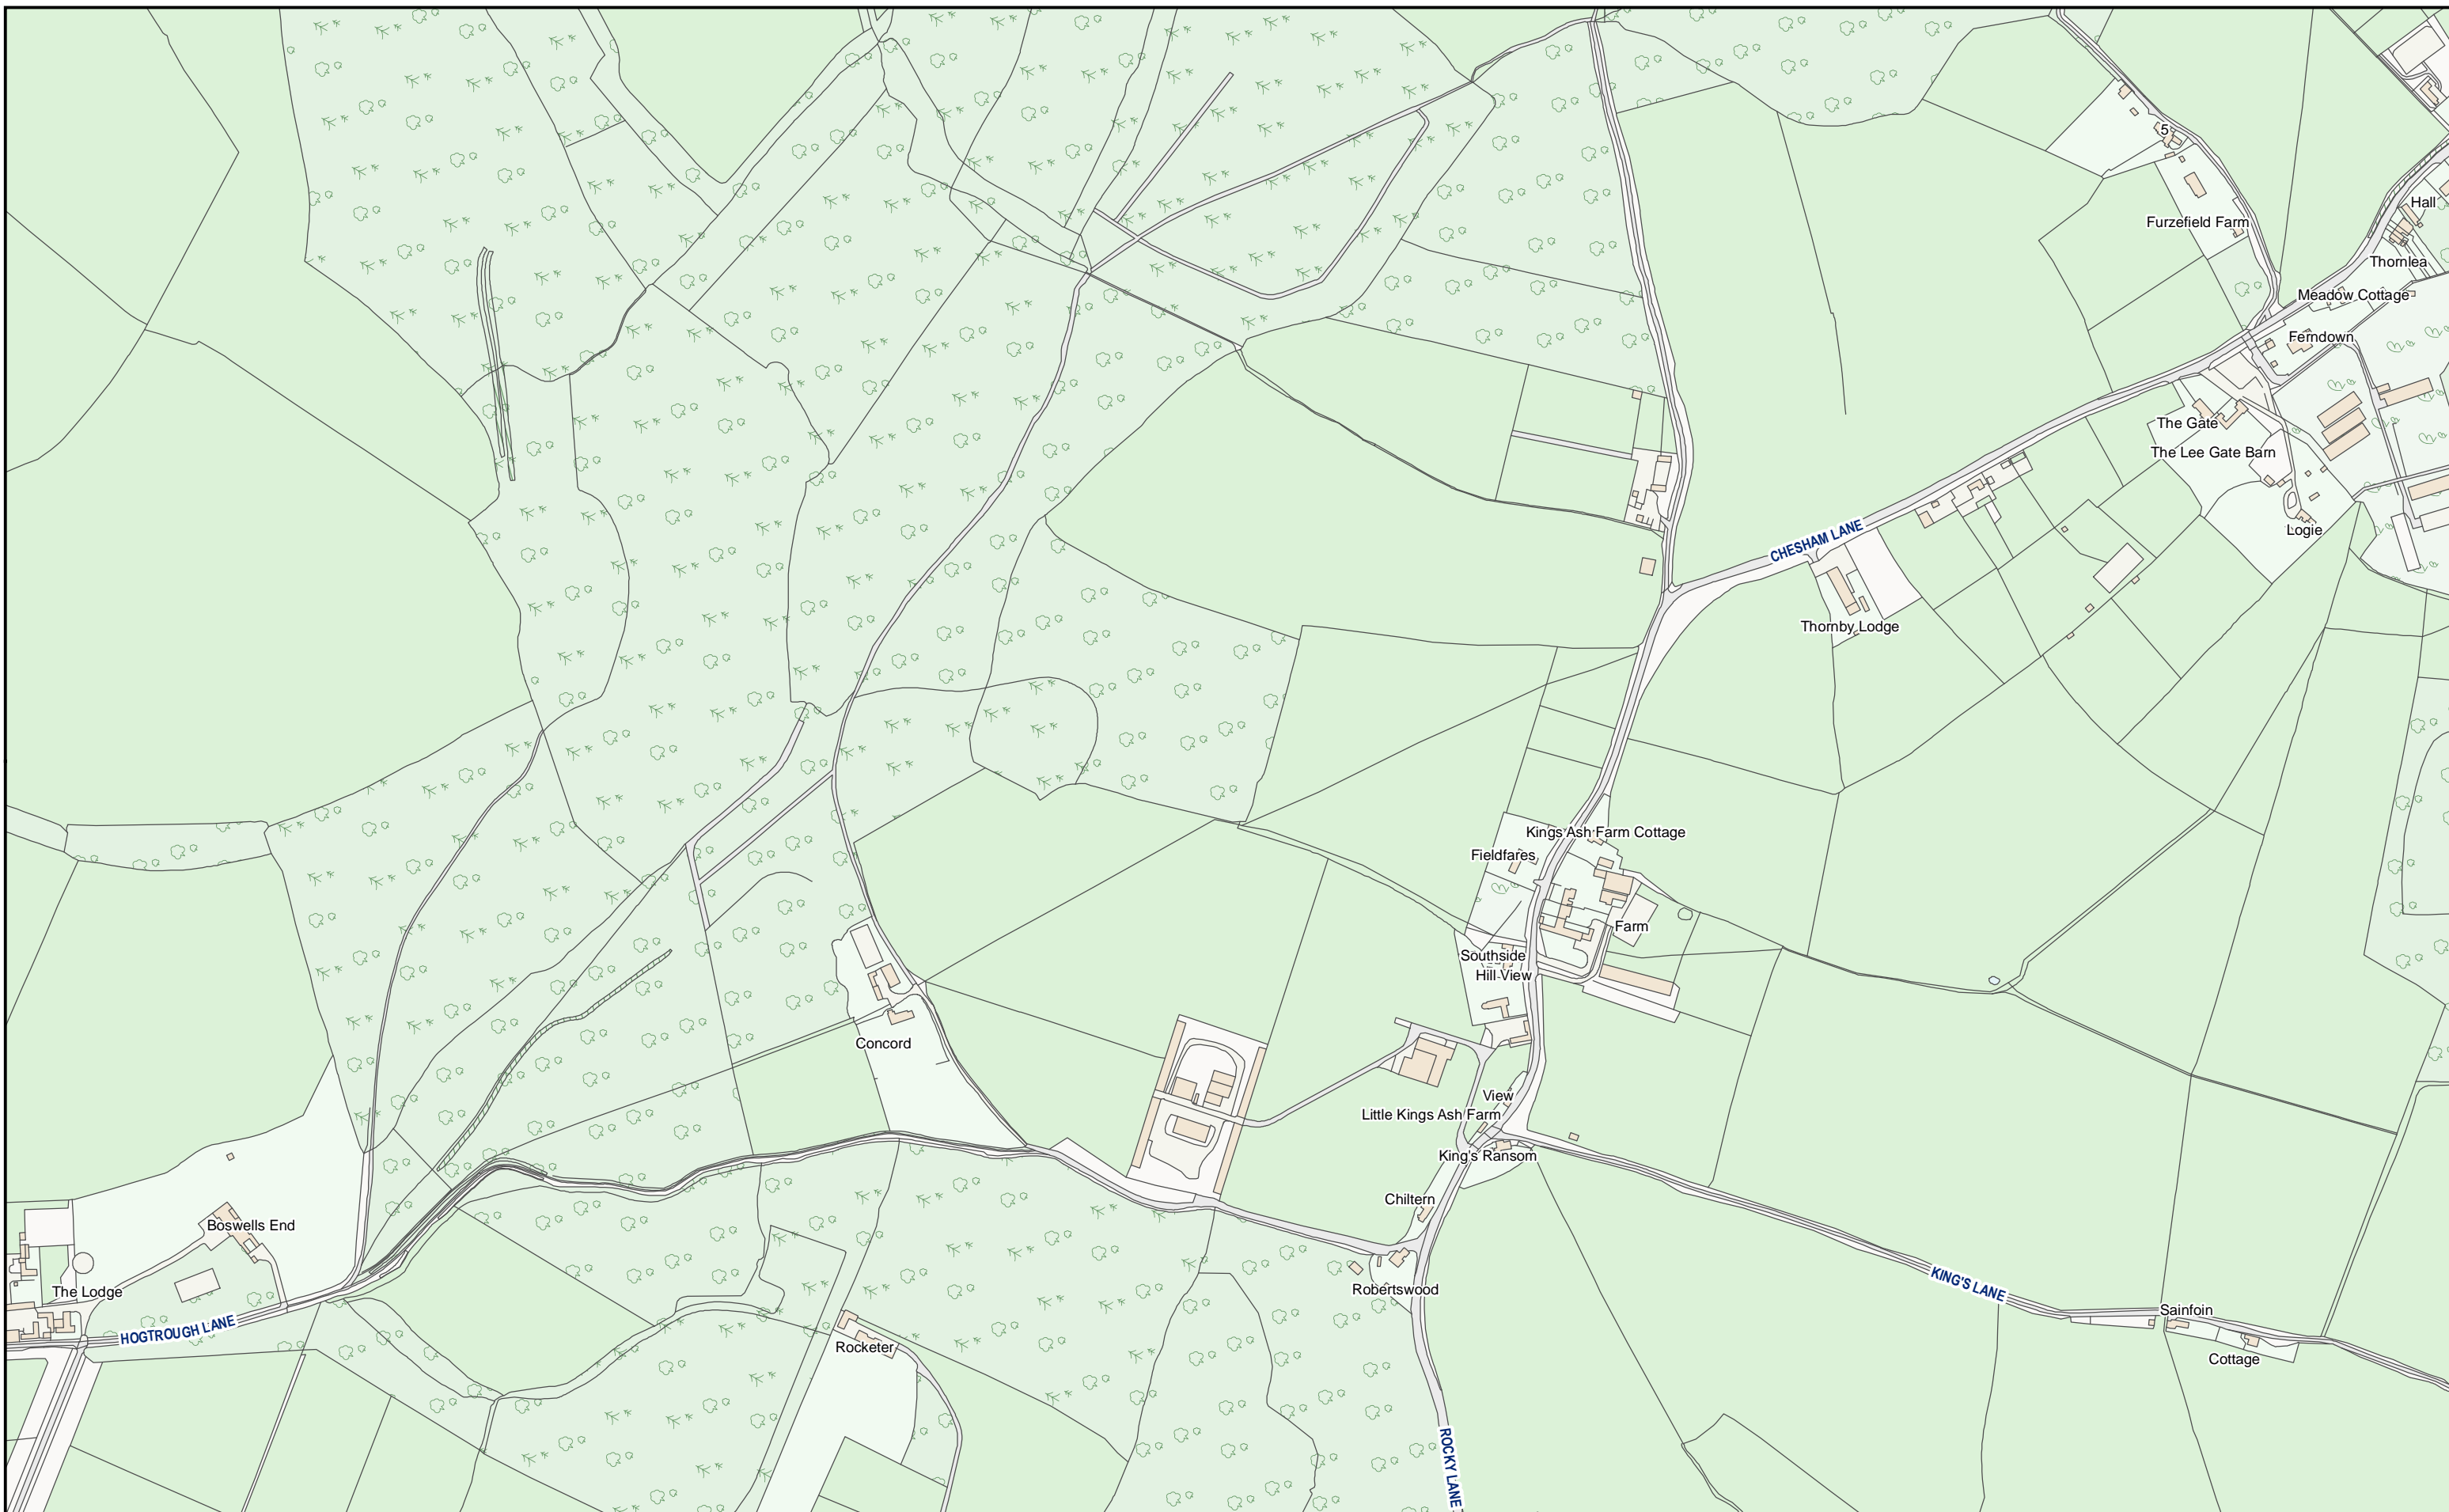 5
Hall
Furzefield Farm
Thornlea
Meadow Cottage
Ferndown
The Gate
The Lee Gate Barn
Logie
CHESHAM LANE
Thornby Lodge
Kings Ash Farm Cottage
Fieldfares
Farm
Southside
Hill View
Concord
View
Little Kings Ash Farm
King's Ransom
Chiltern
Boswells End
The Lodge
Robertswood
KING'S LANE
Sainfoin
HOGTROUGH LANE
Rocketer
Cottage
ROCKY LANE